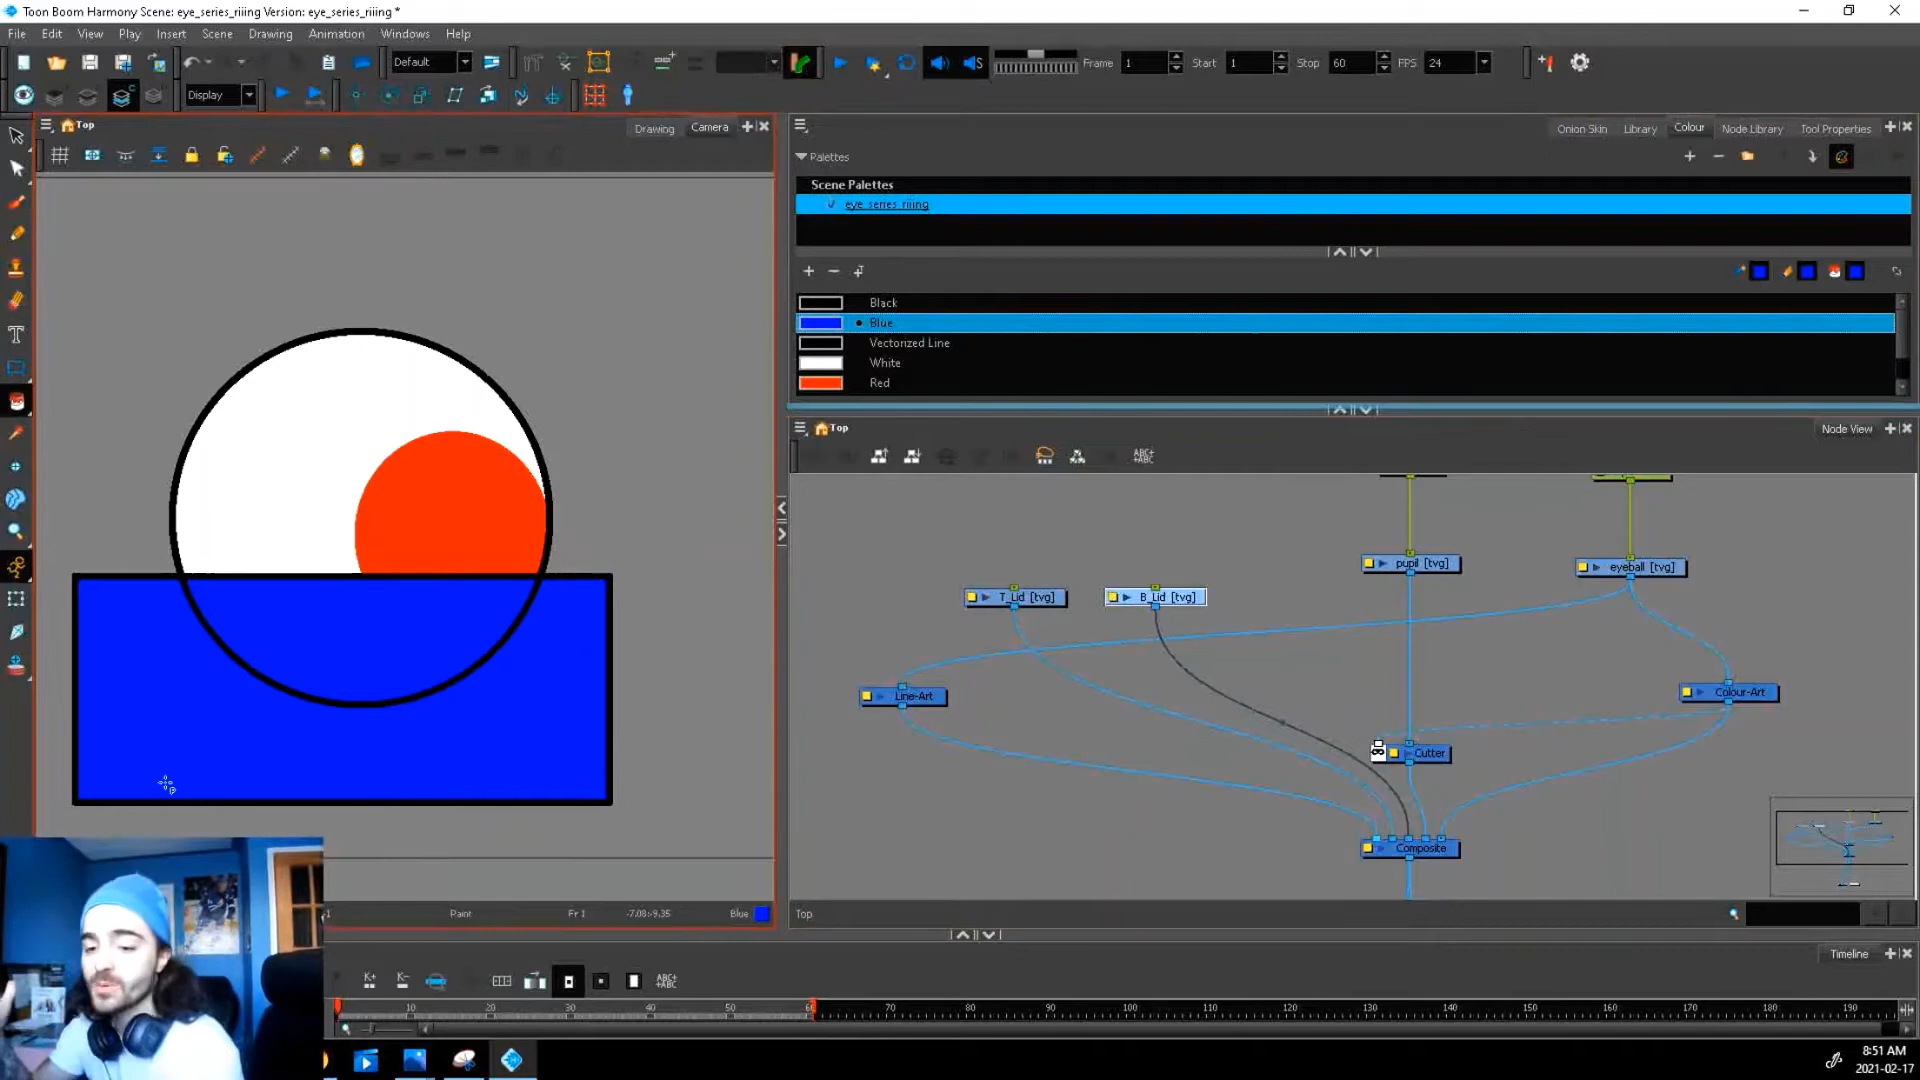 Toon Boom Harmony Scene: eye_series_riiing Version: eye_series_riiing *
File Edit View Play Insert Scene Drawing Animation Windows Help
Default
Frame 1 Start 1 Stop 60 FPS 24
Display
Top
Drawing Camera
Onion Skin Library Colour Node Library Tool Properties
Palettes
Scene Palettes
eye_series_riiing
Black
Blue
Vectorized Line
White
Red
Top
Node View
ABC+
+ABC
pupil [tvg]
eyeball [tvg]
T_Lid [tvg]
B_Lid [tvg]
Line-Art
Colour-Art
Cutter
Composite
Paint Fr 1 Blue
Top
Timeline
K+ K-
ABC+
+ABC
10 20 30 40 50 60 70 80 90 100 110 120 130 140 150 160 170 180 190
8:51 AM
2021-02-17